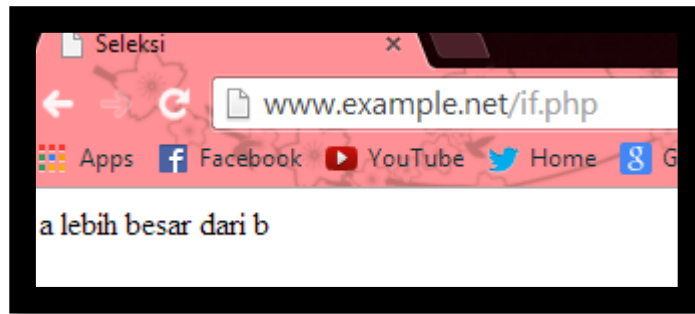 Seleksi
www.example.net/if.php
Apps Facebook YouTube Home G
a lebih besar dari b